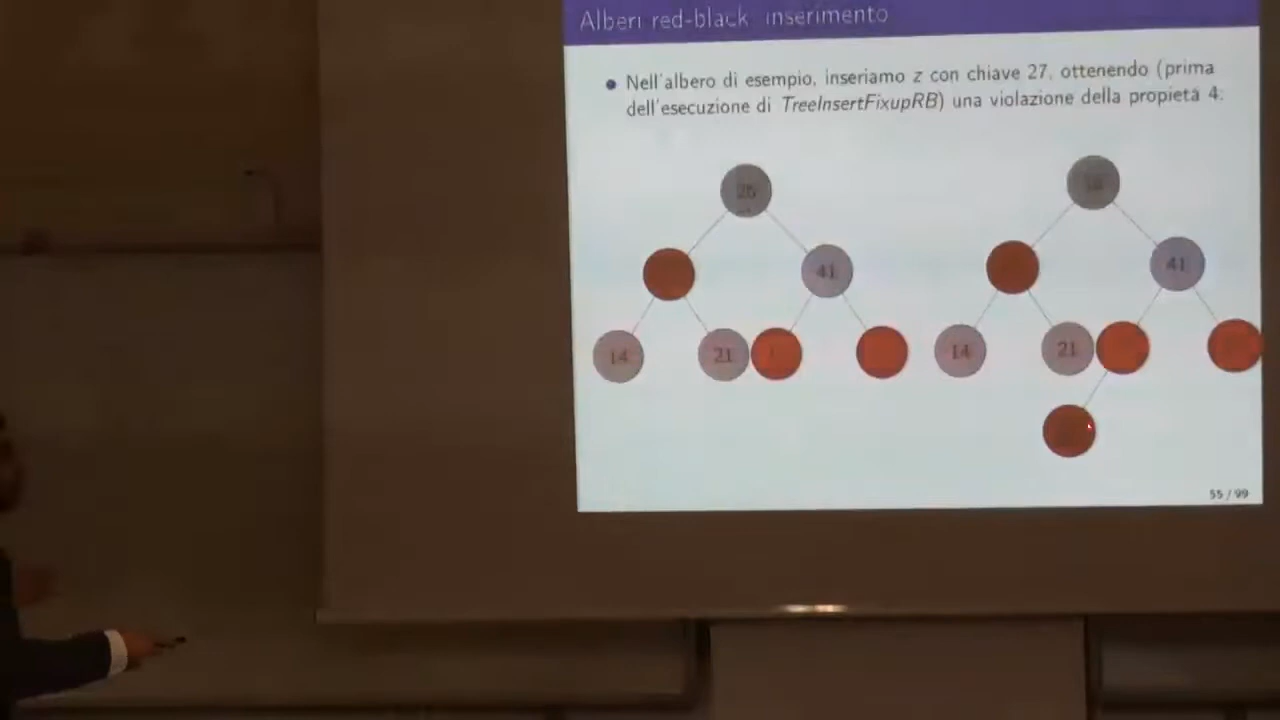 Alberi red-black: inserimento
Nell'albero di esempio, inseriamo z con chiave 27, ottenendo (prima
dell'esecuzione di TreeInsertFixupRB) una violazione della propietà 4:
41
41
14
21
14
21
55 / 99